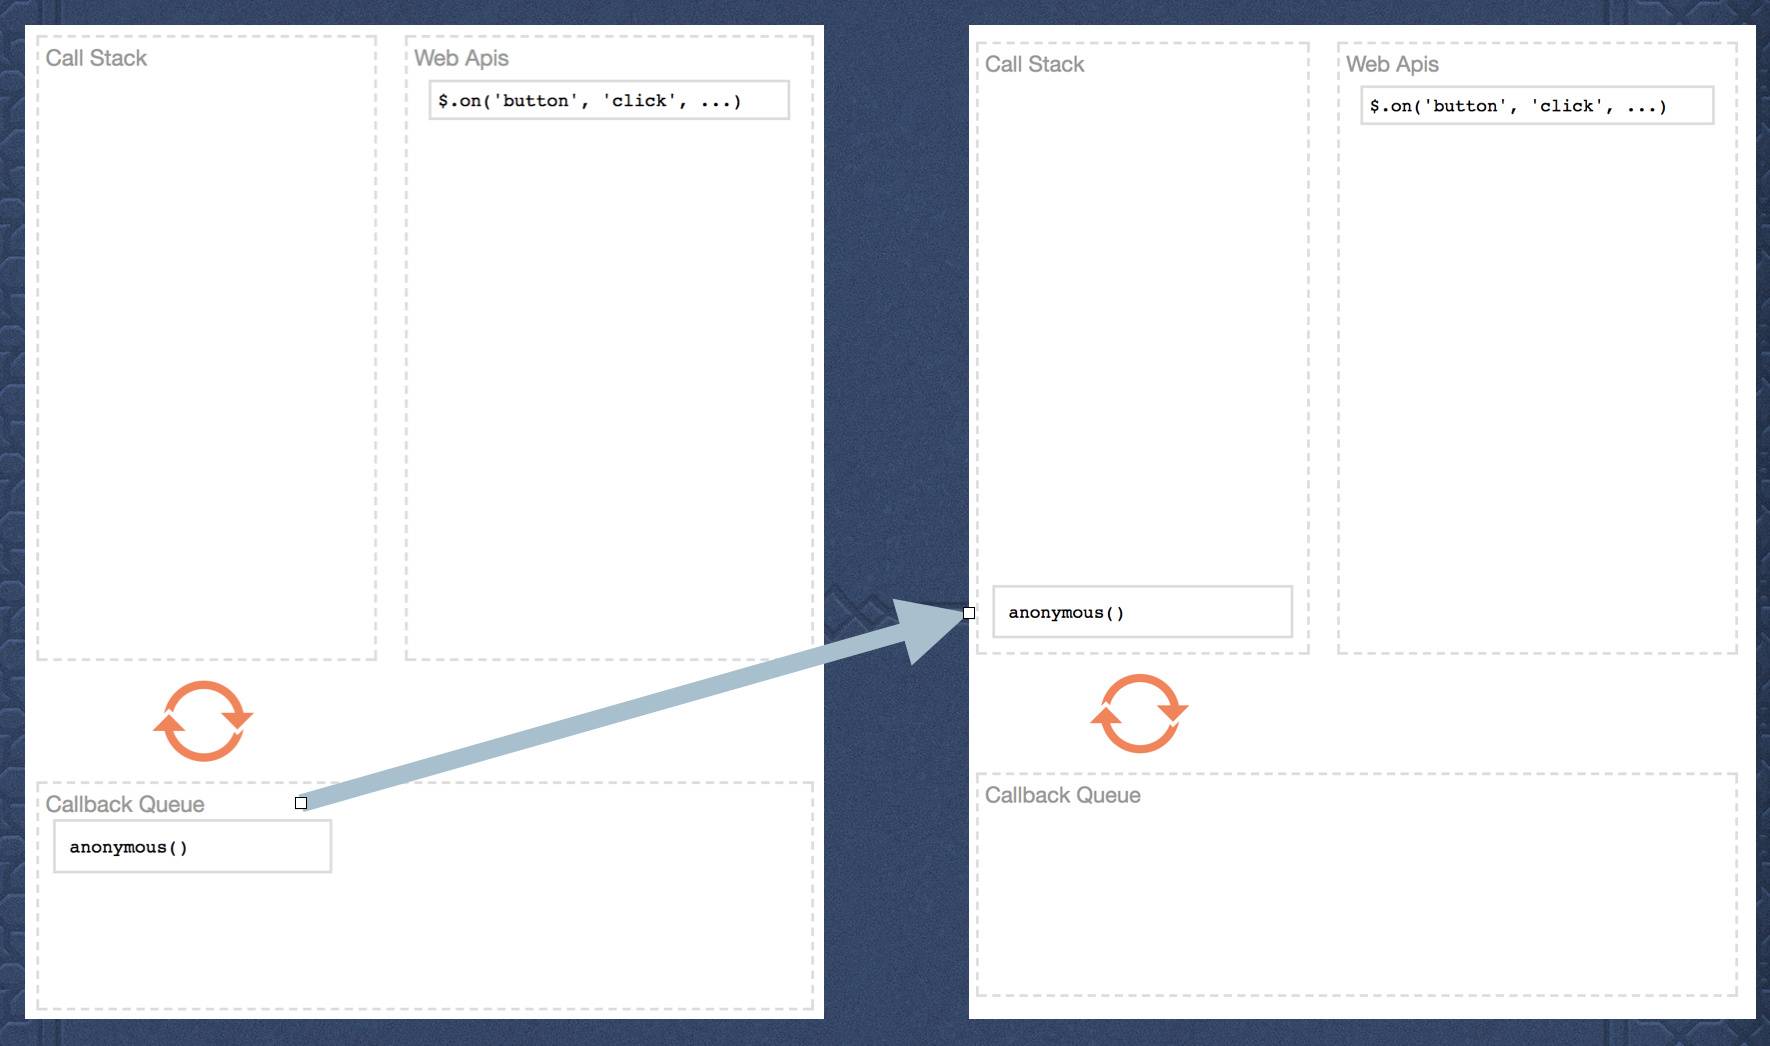 Call Stack
Web Apis
$.on('button', 'click', ...)
Callback Queue
anonymous()
Call Stack
Web Apis
$.on('button', 'click', ...)
anonymous()
Callback Queue